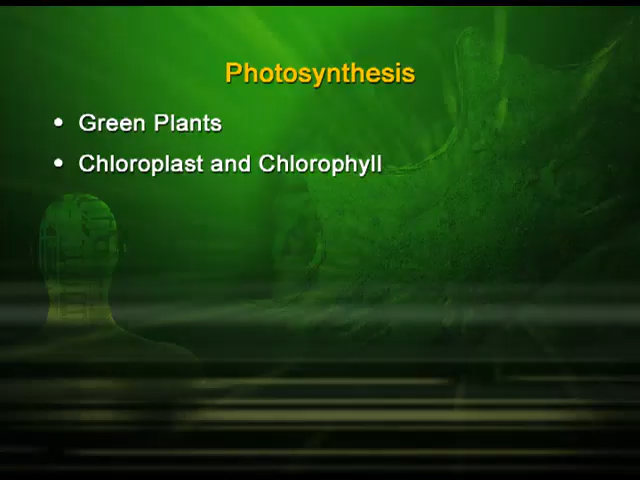 Photosynthesis
• Green Plants
• Chloroplast and Chlorophyll